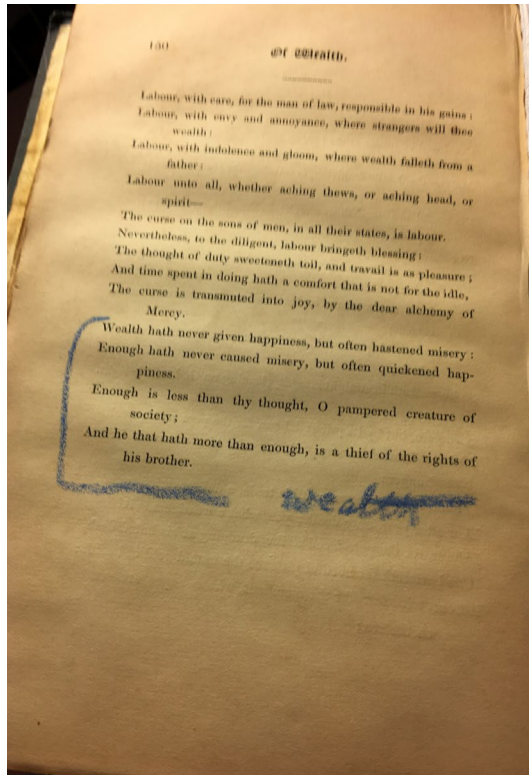 130
Of Wealth.
Labour, with care, for the man of law, responsible in his gains :
Labour, with envy and annoyance, where strangers will thee
wealth :
Labour, with indolence and gloom, where wealth falleth from a
father :
Labour unto all, whether aching thews, or aching head, or
spirit—
The curse on the sons of men, in all their states, is labour.
Nevertheless, to the diligent, labour bringeth blessing :
The thought of duty sweeteneth toil, and travail is as pleasure ;
And time spent in doing hath a comfort that is not for the idle,
The curse is transmuted into joy, by the dear alchemy of
Mercy.
Wealth hath never given happiness, but often hastened misery :
Enough hath never caused misery, but often quickened hap-
piness.
Enough is less than thy thought, O pampered creature of
society ;
And he that hath more than enough, is a thief of the rights of
his brother.
wealth